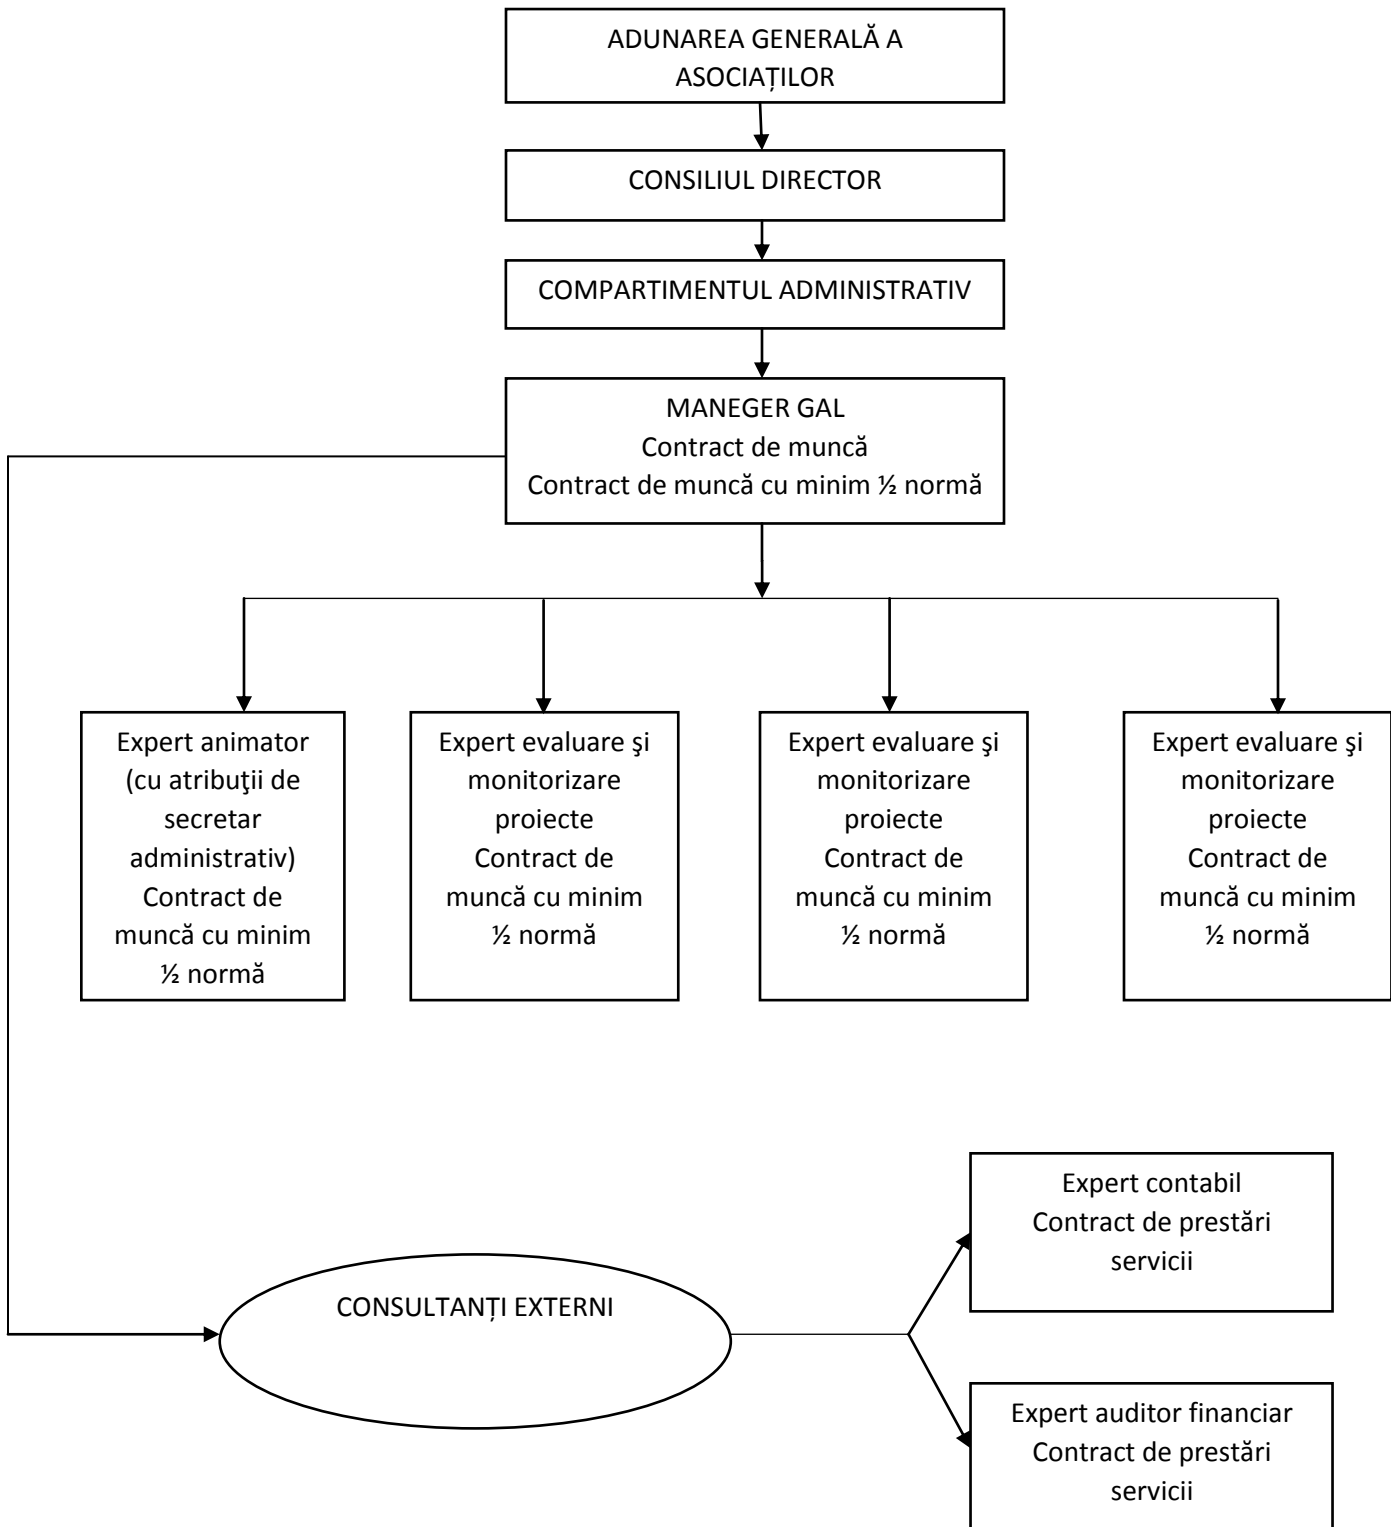 ADUNAREA GENERALĂ A
ASOCIAȚILOR
CONSILIUL DIRECTOR
COMPARTIMENTUL ADMINISTRATIV
MANEGER GAL
Contract de muncă
Contract de muncă cu minim ½ normă
Expert animator
(cu atribuţii de
secretar
administrativ)
Contract de
muncă cu minim
½ normă
Expert evaluare şi
monitorizare
proiecte
Contract de
muncă cu minim
½ normă
Expert evaluare şi
monitorizare
proiecte
Contract de
muncă cu minim
½ normă
Expert evaluare şi
monitorizare
proiecte
Contract de
muncă cu minim
½ normă
CONSULTANȚI EXTERNI
Expert contabil
Contract de prestări
servicii
Expert auditor financiar
Contract de prestări
servicii